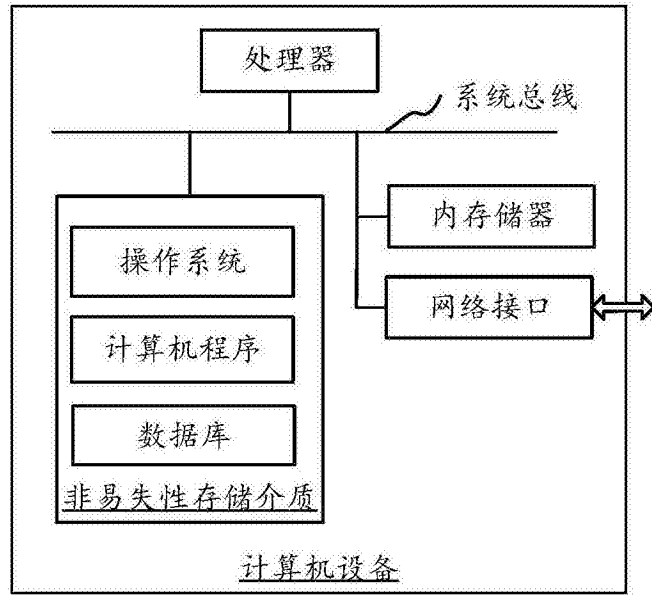 处理器
系统总线
内存储器
操作系统
网络接口
计算机程序
数据库
非易失性存储介质
计算机设备